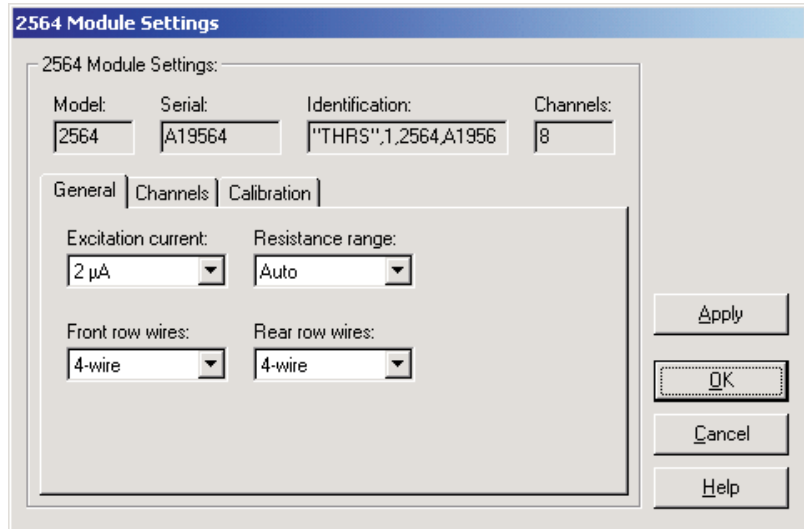 2564 Module Settings
2564 Module Settings:
Model: Serial: Identification: Channels:
2564 A19564 "THRS",1,2564,A1956 8
General Channels Calibration
Excitation current: Resistance range:
2 µA Auto
Front row wires: Rear row wires:
4-wire 4-wire
Apply
OK
Cancel
Help